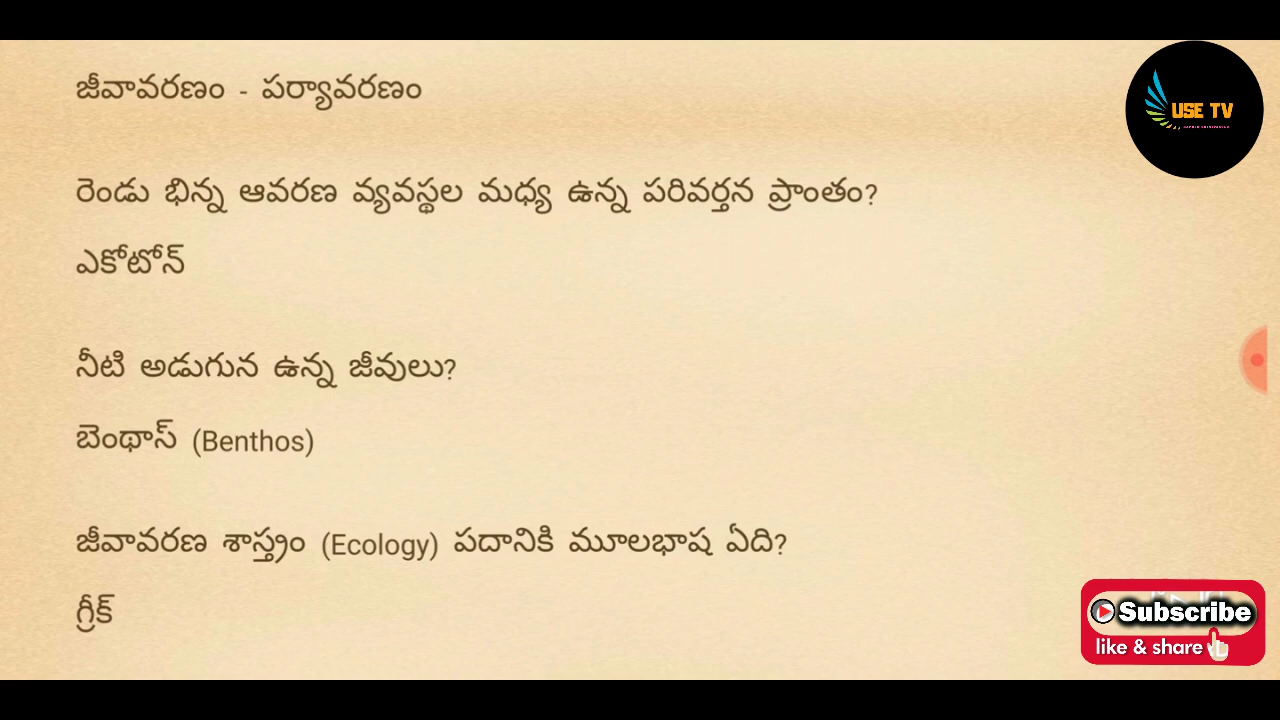 జీవావరణం - పర్యావరణం
USE TV
రెండు భిన్న ఆవరణ వ్యవస్థల మధ్య ఉన్న పరివర్తన ప్రాంతం?
ఎకోటోన్
నీటి అడుగున ఉన్న జీవులు?
బెంథాస్ (Benthos)
జీవావరణ శాస్త్రం (Ecology) పదానికి మూలభాష ఏది?
గ్రీక్
Subscribe
like & share